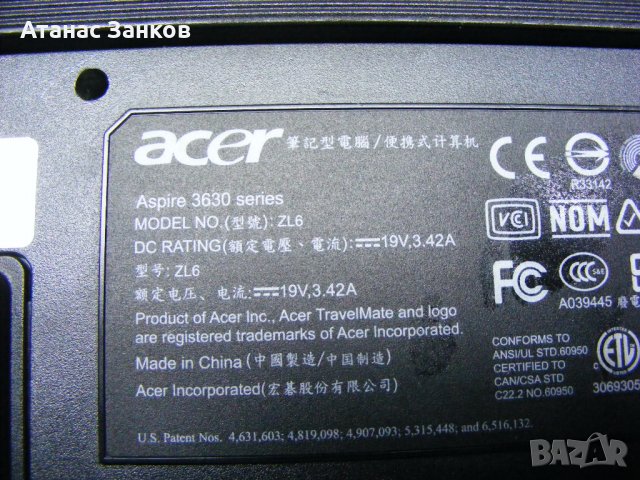 Атанас Занков
acer 筆記型電腦/便携式计算机
Aspire 3630 series
MODEL NO.(型號): ZL6
DC RATING(額定電壓、電流): 19V,3.42A
型号: ZL6
额定电压、电流: 19V,3.42A
Product of Acer Inc., Acer TravelMate and logo
are registered trademarks of Acer Incorporated.
Made in China (中國製造/中国制造)
Acer Incorporated(宏碁股份有限公司)
U.S. Patent Nos. 4,631,603; 4,819,098; 4,907,093; 5,315,448; and 6,516,132.
CE
R33142
VCI NOM
FC CCC S&E
A039445
CONFORMS TO
ANSI/UL STD.60950
CERTIFIED TO
CAN/CSA STD
C22.2 NO.60950
ETL
3069305
BAZAR